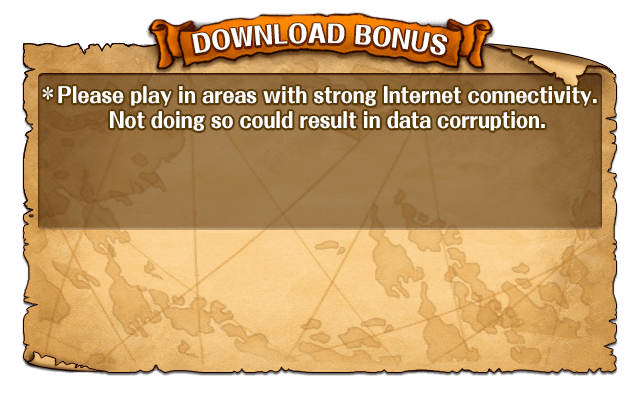 DOWNLOAD BONUS
*Please play in areas with strong Internet connectivity.
Not doing so could result in data corruption.